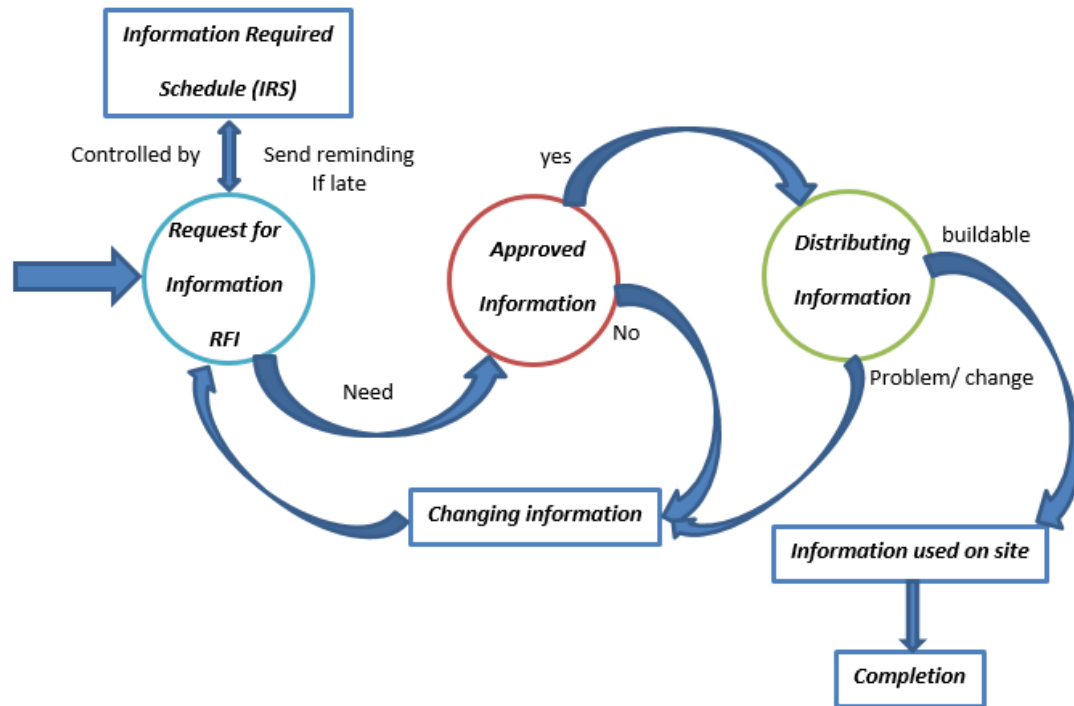 Information Required
Schedule (IRS)
Controlled by
Send reminding
If late
Request for
Information
RFI
Need
yes
Approved
Information
No
Distributing
Information
buildable
Problem/ change
Changing information
Information used on site
Completion